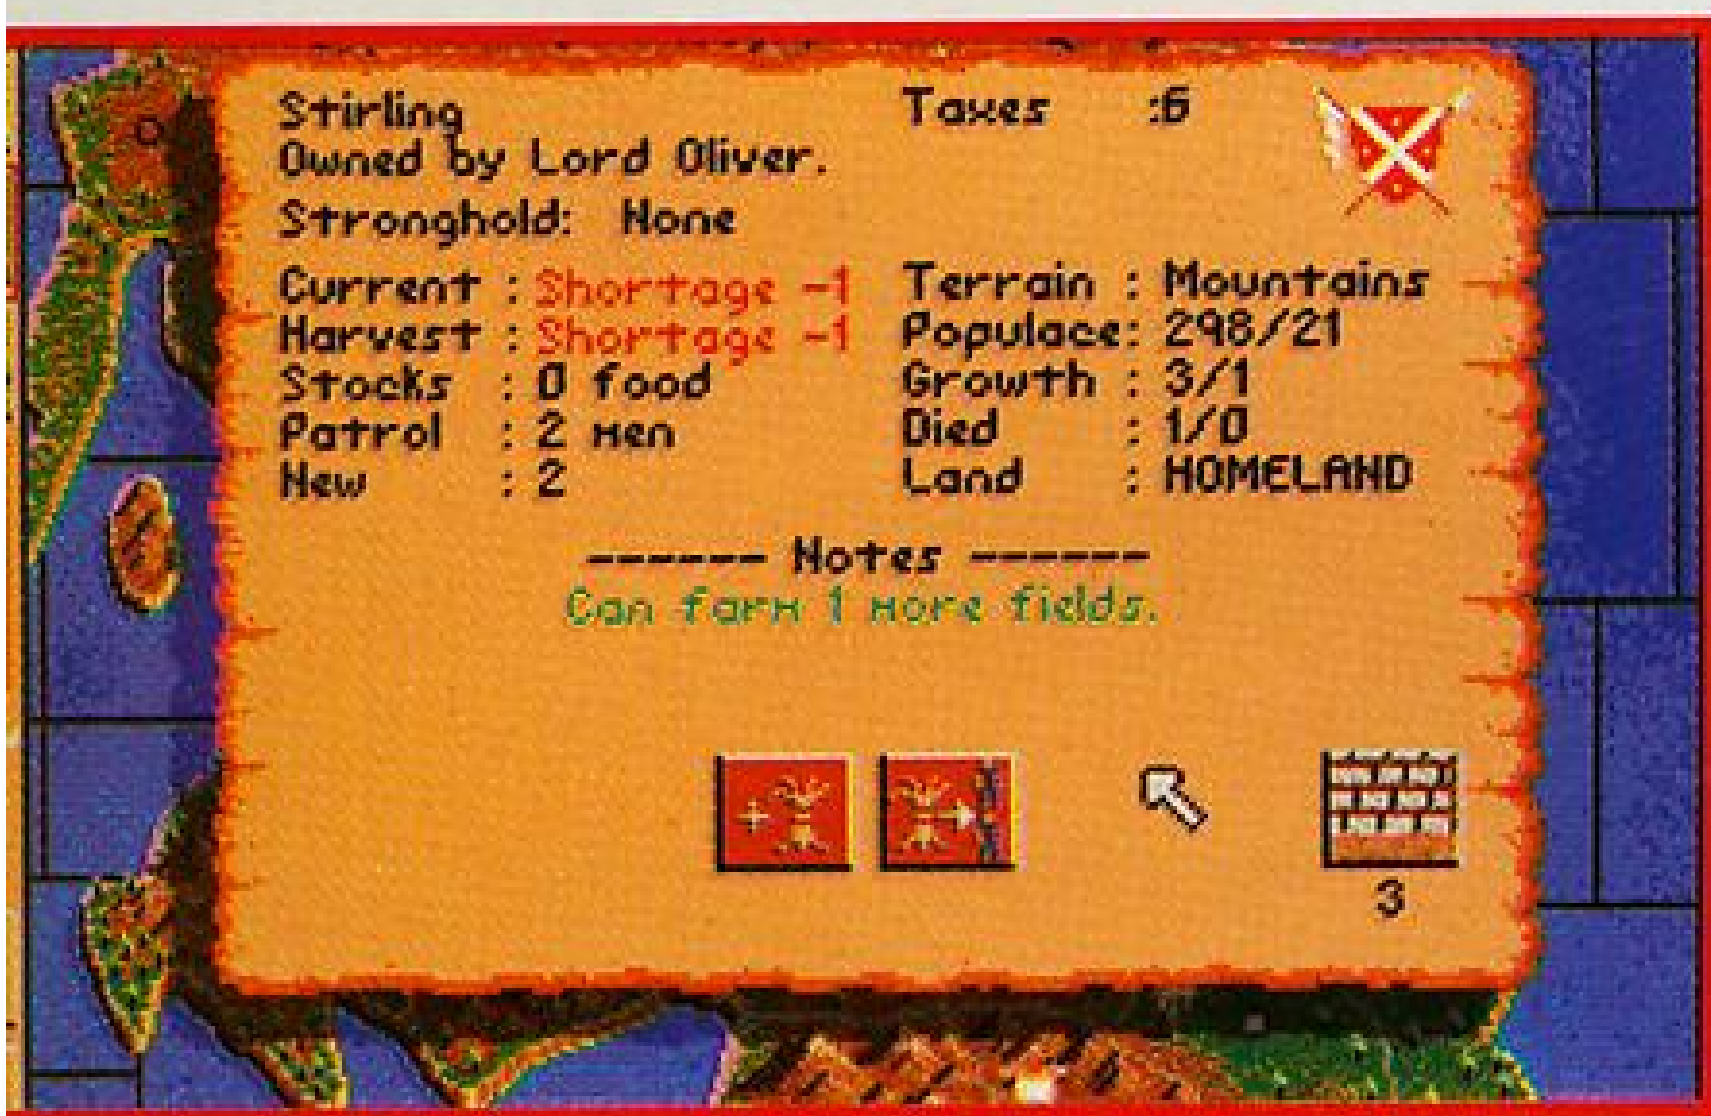 Stirling
Taxes :6
Owned by Lord Oliver.
Stronghold: None
Current : Shortage -1
Terrain : Mountains
Harvest : Shortage -1
Populace: 298/21
Stocks : 0 food
Growth : 3/1
Patrol : 2 men
Died : 1/0
New : 2
Land : HOMELAND
------ Notes ------
Can farm 1 more fields.
3